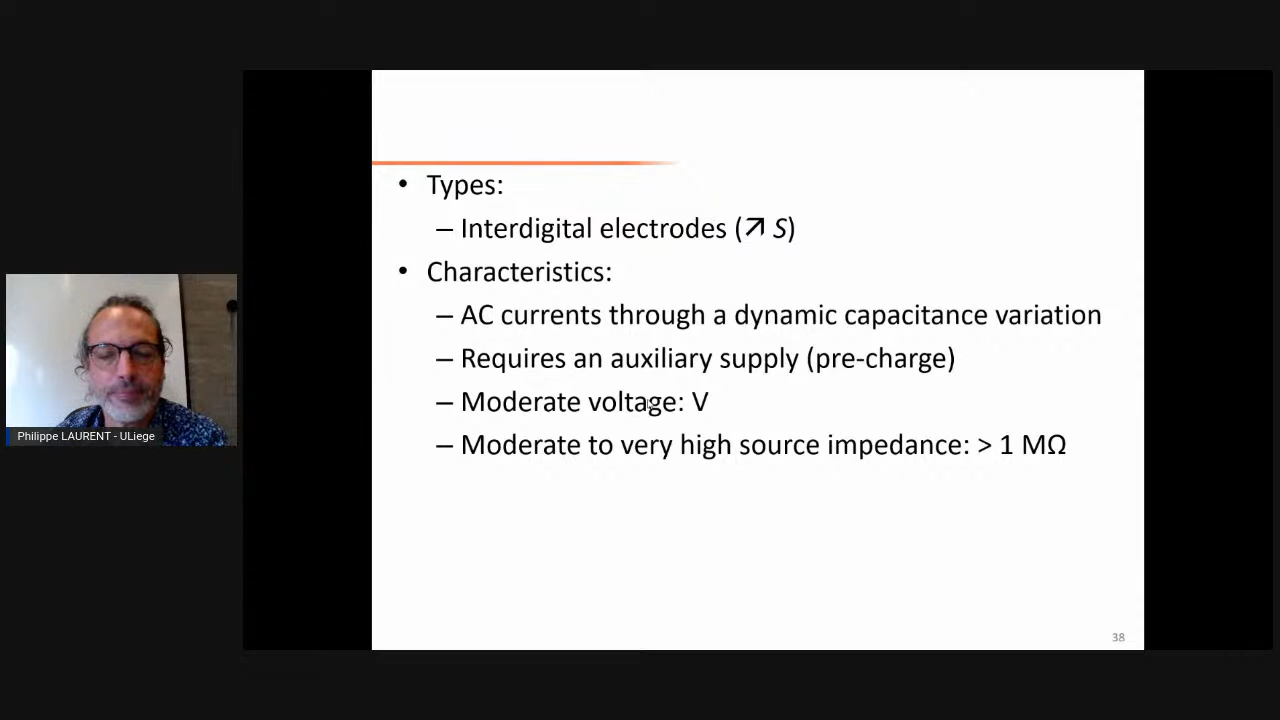 • Types:
– Interdigital electrodes (↗ S)
• Characteristics:
– AC currents through a dynamic capacitance variation
– Requires an auxiliary supply (pre-charge)
– Moderate voltage: V
– Moderate to very high source impedance: > 1 MΩ
Philippe LAURENT - ULiege
38